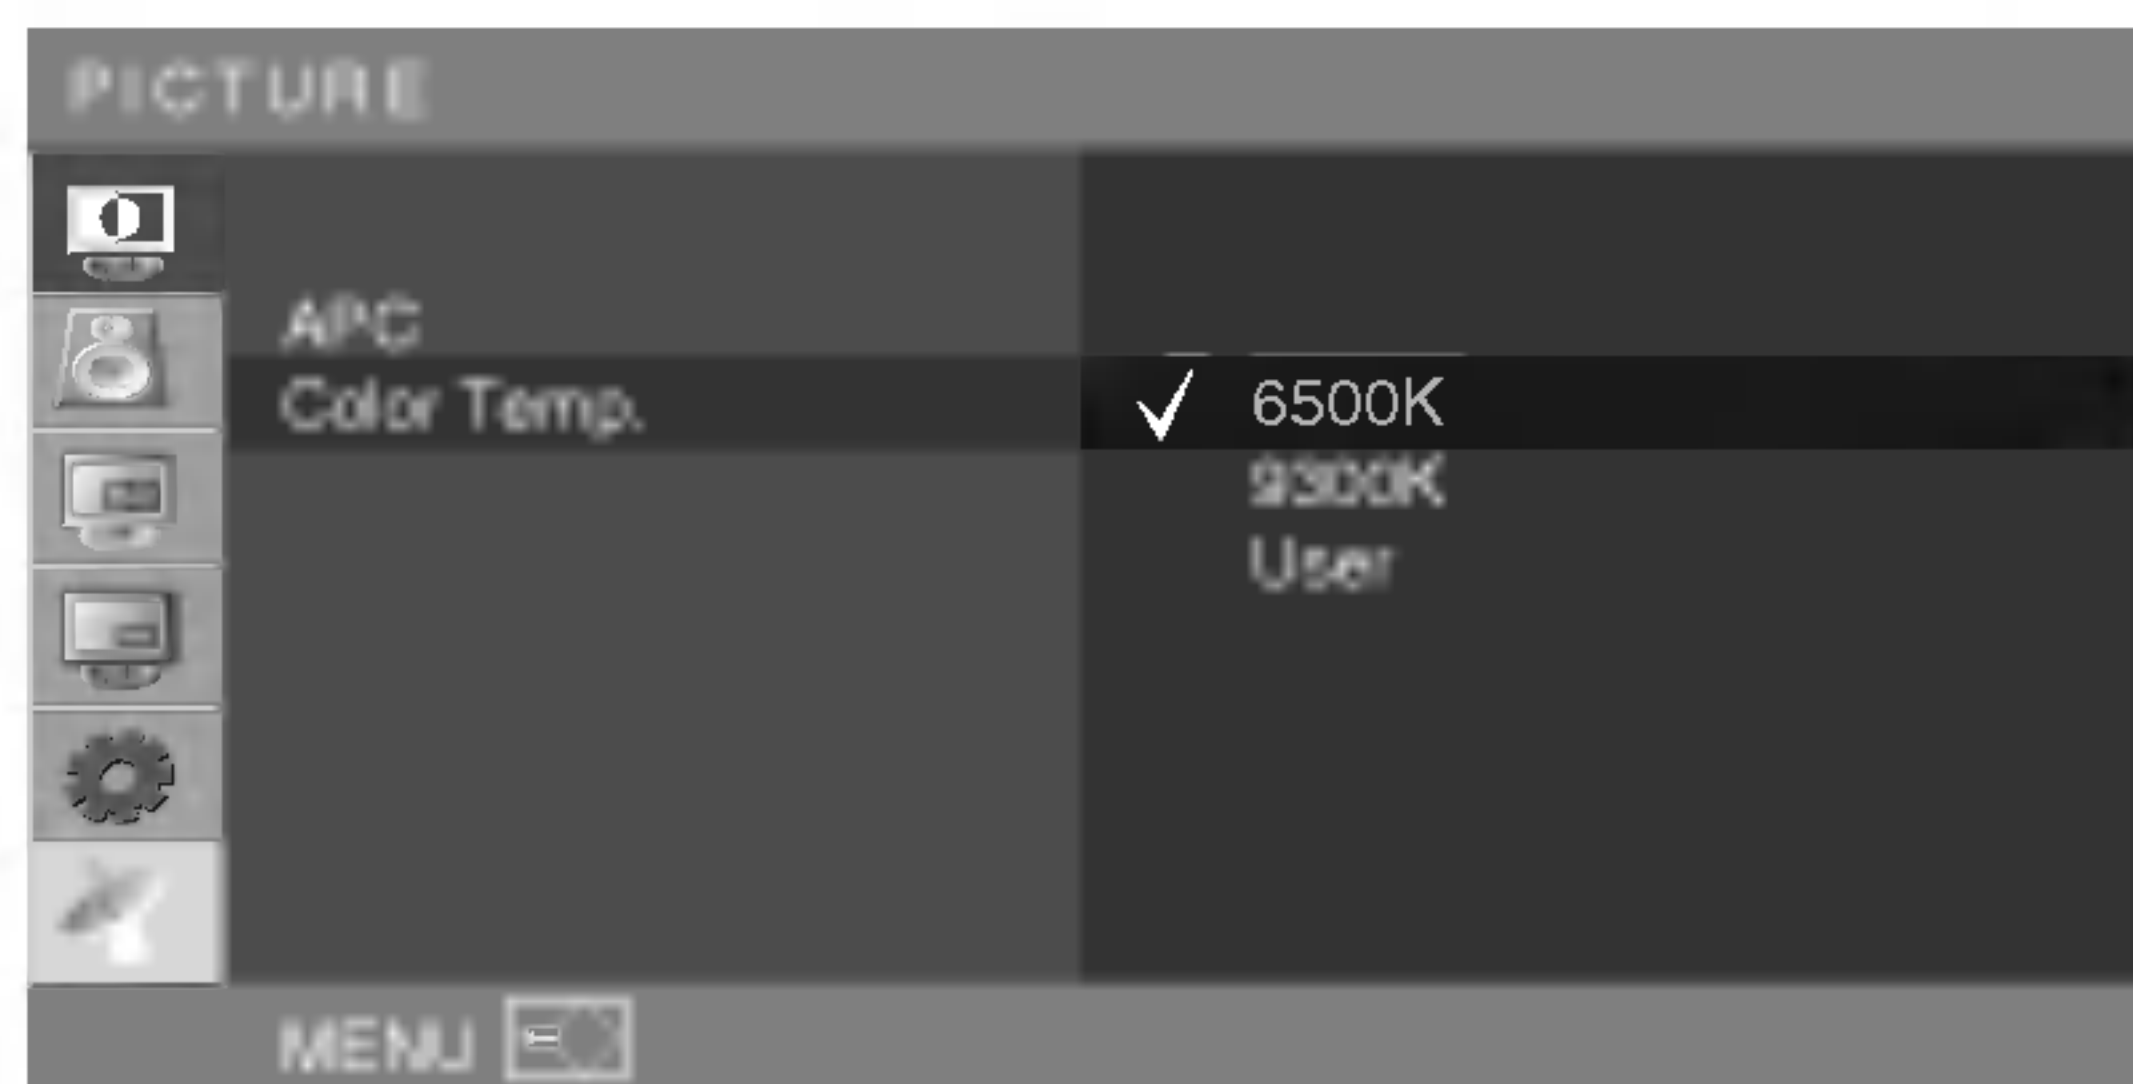 PICTURE
APC
Color Temp.
6500K
9300K
User
MENU